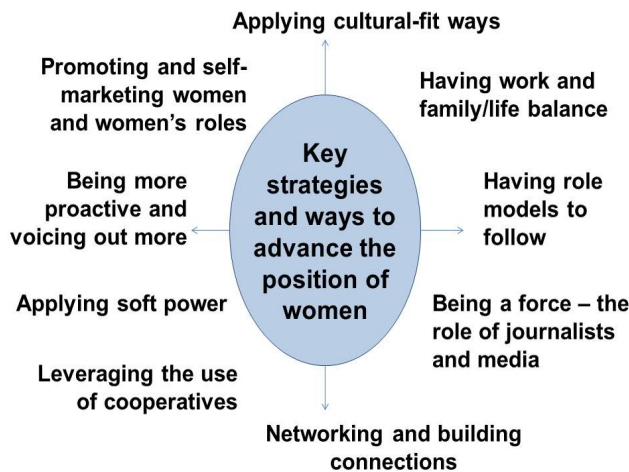 Applying cultural-fit ways
Promoting and self-
marketing women
and women's roles
Having work and
family/life balance
Key
strategies
and ways to
advance the
position of
women
Being more
proactive and
voicing out more
Having role
models to
follow
Applying soft power
Being a force – the
role of journalists
and media
Leveraging the use
of cooperatives
Networking and building
connections